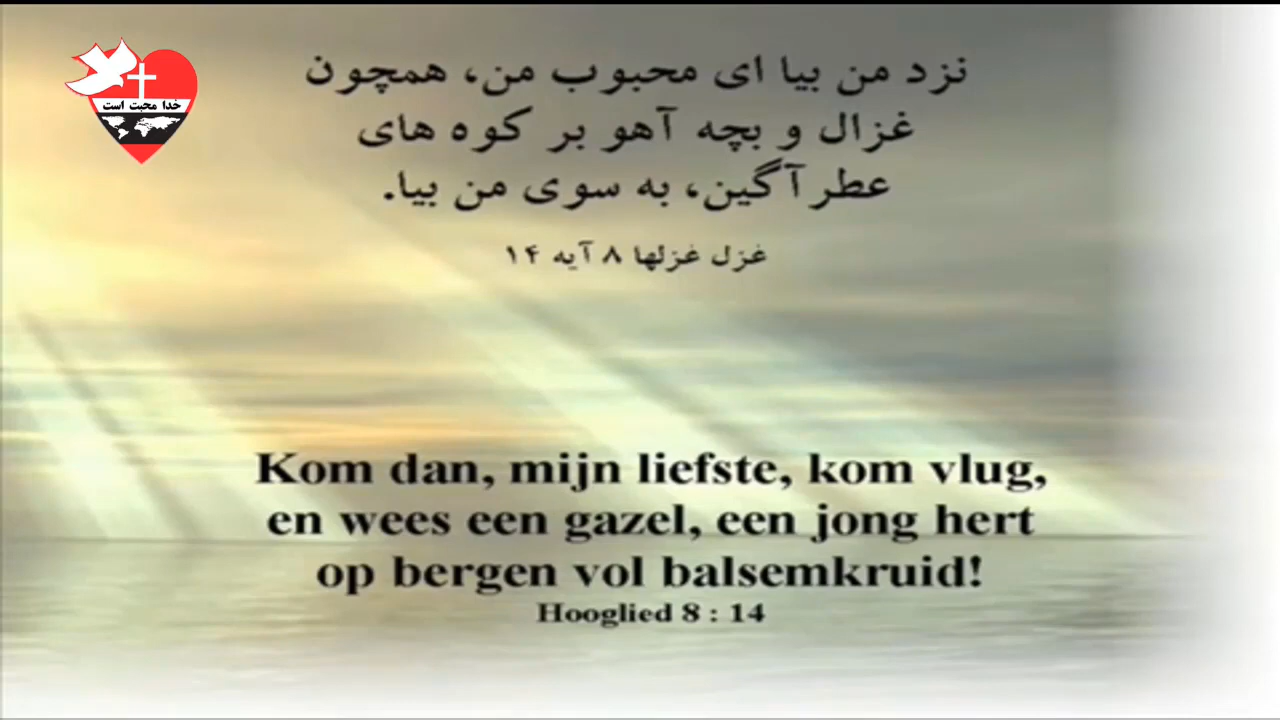 خدا محبت است
نزد من بیا ای محبوب من، همچون
غزال و بچه آهو بر کوه های
عطرآگین، به سوی من بیا.
غزل غزلها ۸ آیه ۱۴
Kom dan, mijn liefste, kom vlug,
en wees een gazel, een jong hert
op bergen vol balsemkruid!
Hooglied 8 : 14